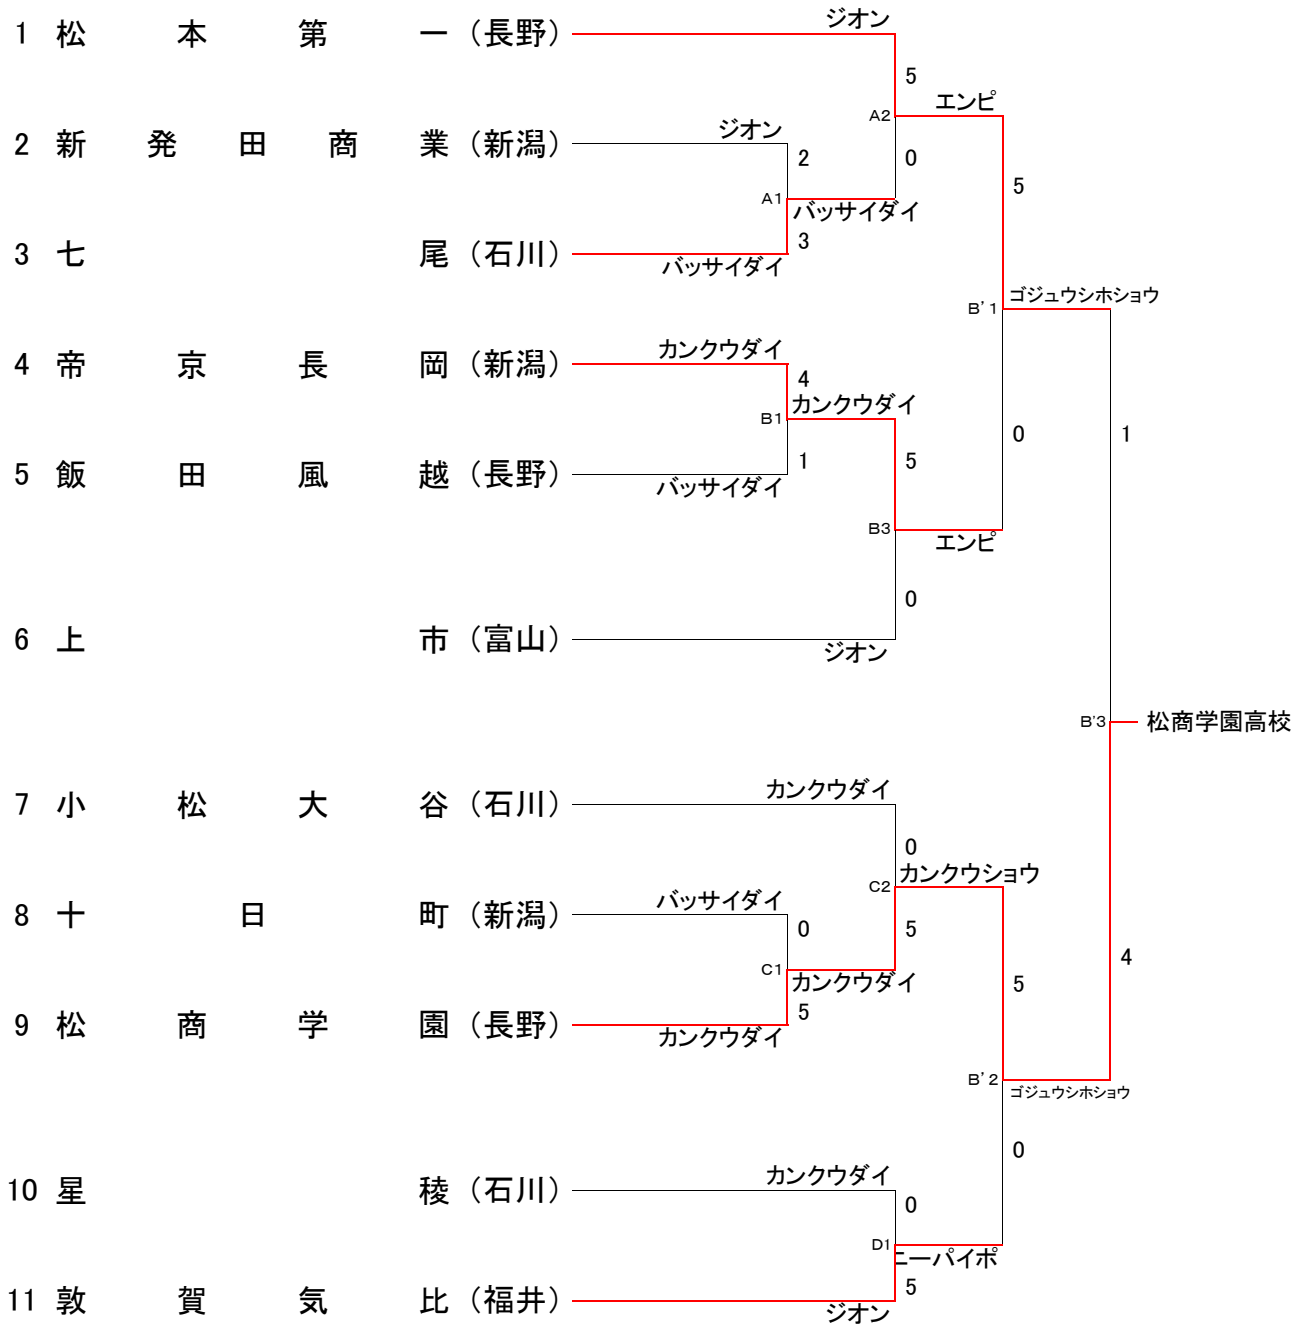 ジオン
1 松本第一（長野）
5
エンピ
A2
ジオン
2 新発田商業（新潟）
2
0
5
A1
バッサイダイ
3
3 七尾（石川）
バッサイダイ
ゴジュウシホショウ
B'1
カンクウダイ
4 帝京長岡（新潟）
4
カンクウダイ
B1
0
1
1
5
5 飯田風越（長野）
バッサイダイ
B3
エンピ
0
6 上市（富山）
ジオン
B'3
松商学園高校
カンクウダイ
7 小松大谷（石川）
0
カンクウショウ
C2
バッサイダイ
8 十日町（新潟）
0
5
4
C1
カンクウダイ
5
5
9 松商学園（長野）
カンクウダイ
B'2
ゴジュウシホショウ
0
カンクウダイ
10 星稜（石川）
0
D1
ニーパイポ
5
11 敦賀気比（福井）
ジオン